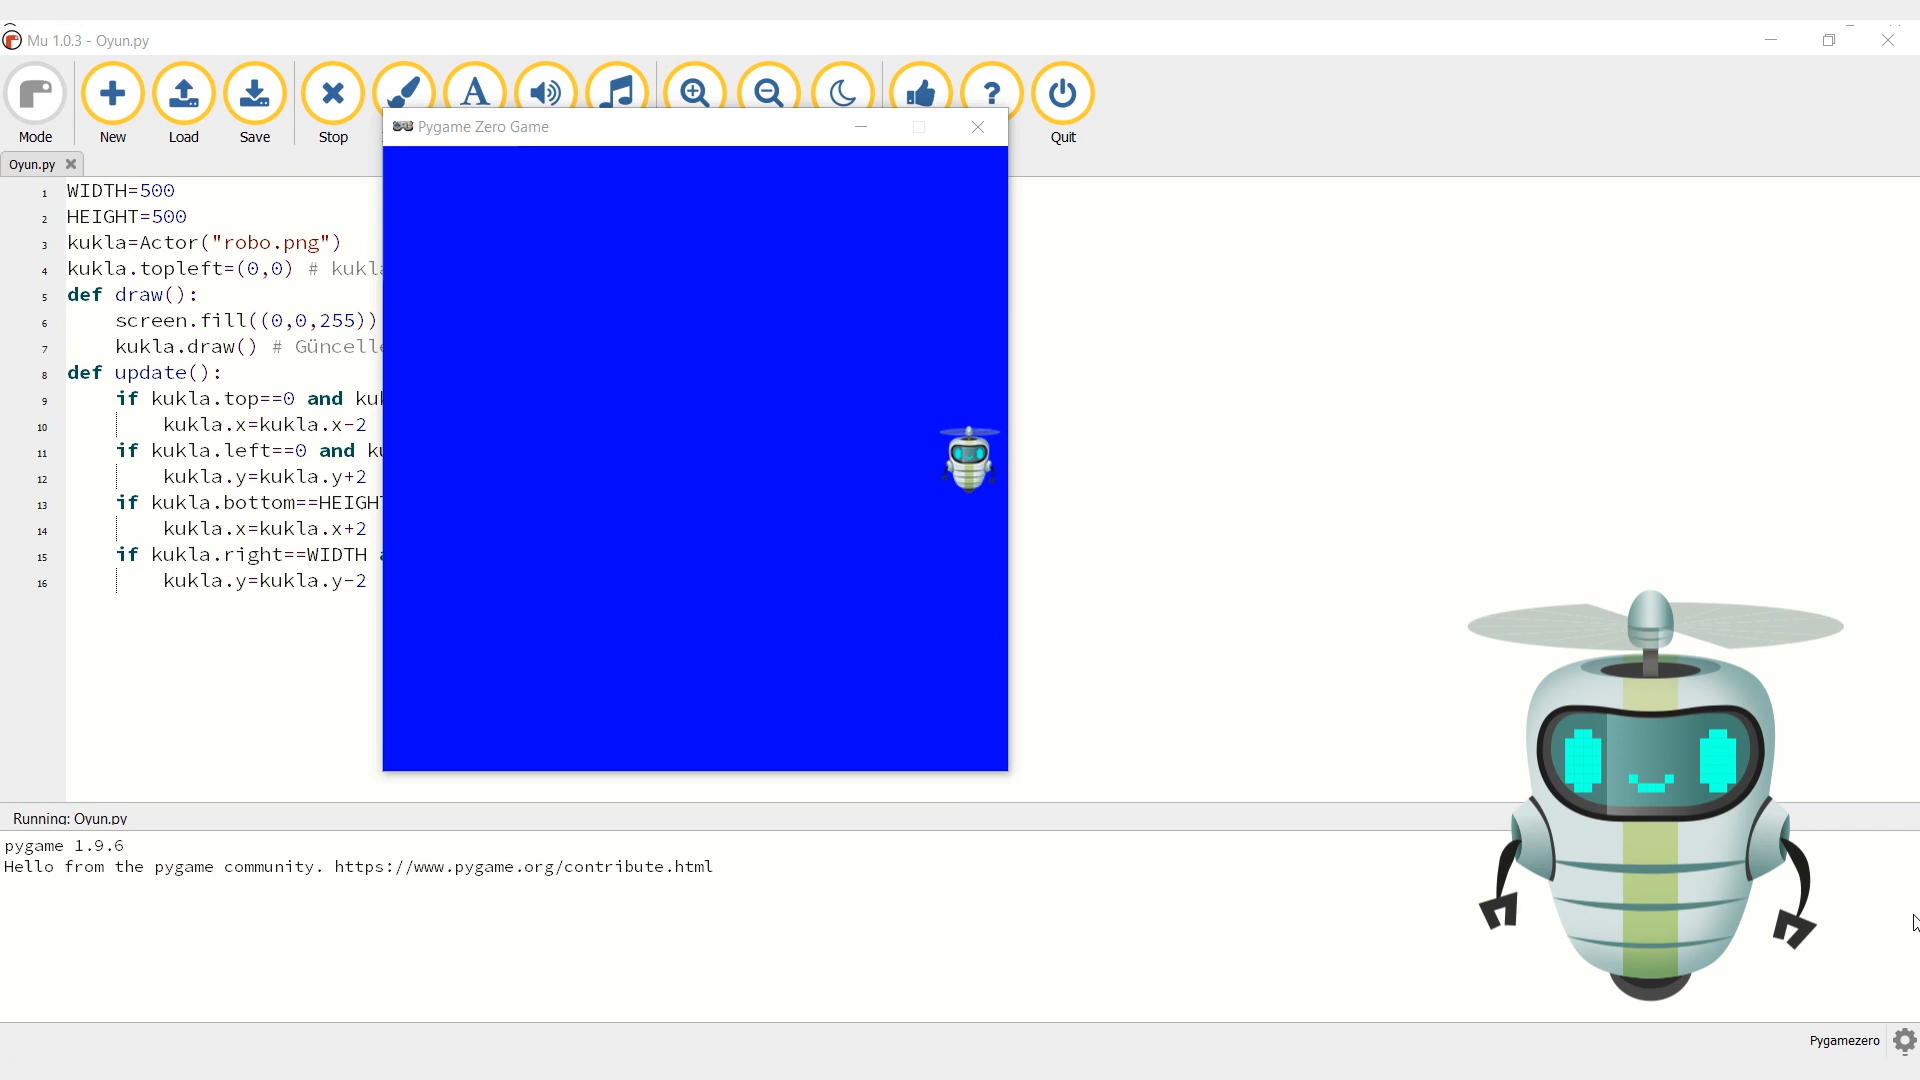 Mu 1.0.3 - Oyun.py
Mode New Load Save Stop Quit
Pygame Zero Game
Oyun.py
1 WIDTH=500
2 HEIGHT=500
3 kukla=Actor("robo.png")
4 kukla.topleft=(0,0) #
5 def draw():
6 screen.fill((0,0,255))
7 kukla.draw() #
8 def update():
9 if kukla.top==0 and
10 kukla.x=kukla.x-2
11 if kukla.left==0 and
12 kukla.y=kukla.y+2
13 if kukla.bottom==HEIGHT
14 kukla.x=kukla.x+2
15 if kukla.right==WIDTH
16 kukla.y=kukla.y-2
Running: Oyun.py
pygame 1.9.6
Hello from the pygame community. https://www.pygame.org/contribute.html
Pygamezero